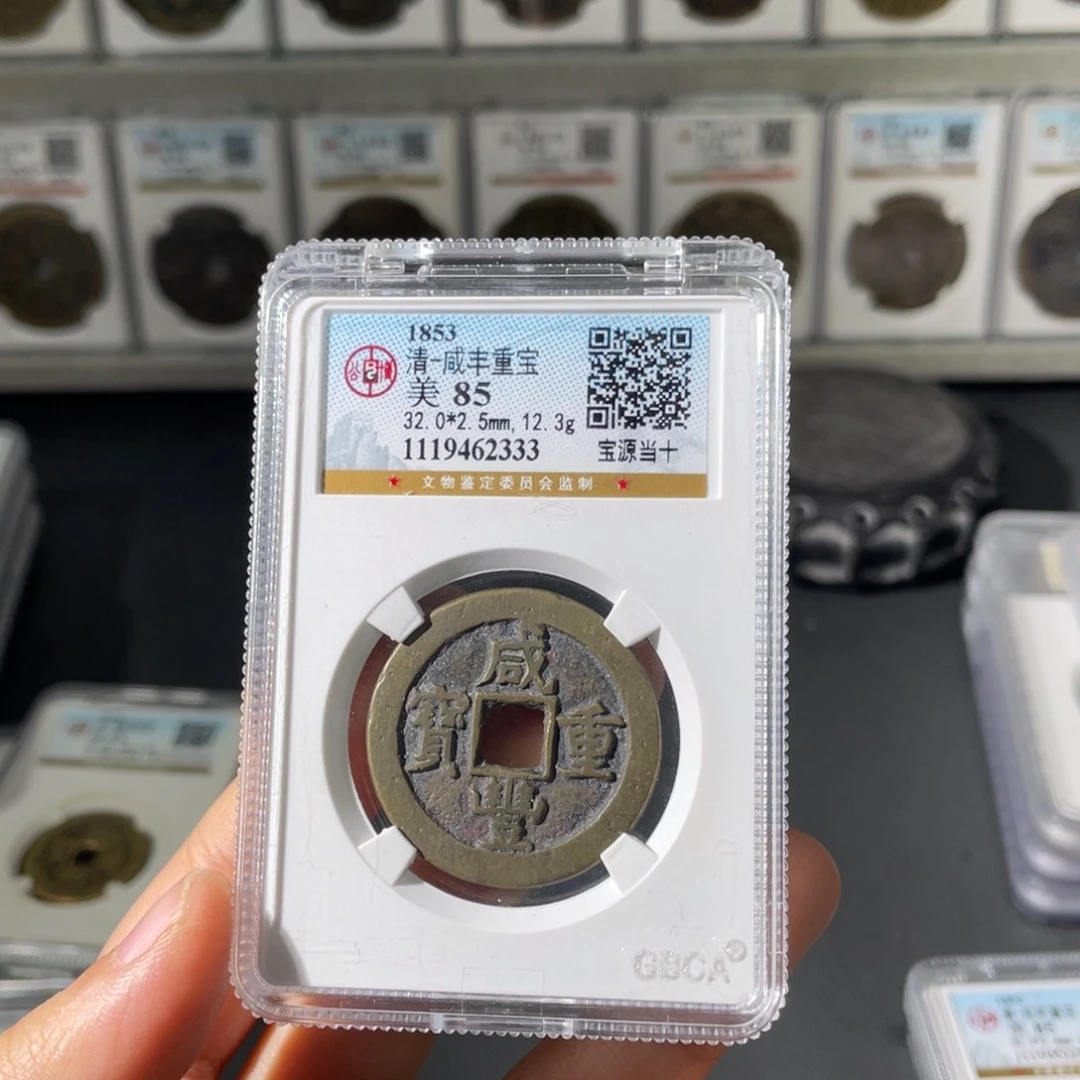 1853
清-咸丰重宝
美 85
32.0*2.5mm, 12.3g
1119462333
宝源当十
文物鉴定委员会监制
咸
豐
重
寶
GBCA